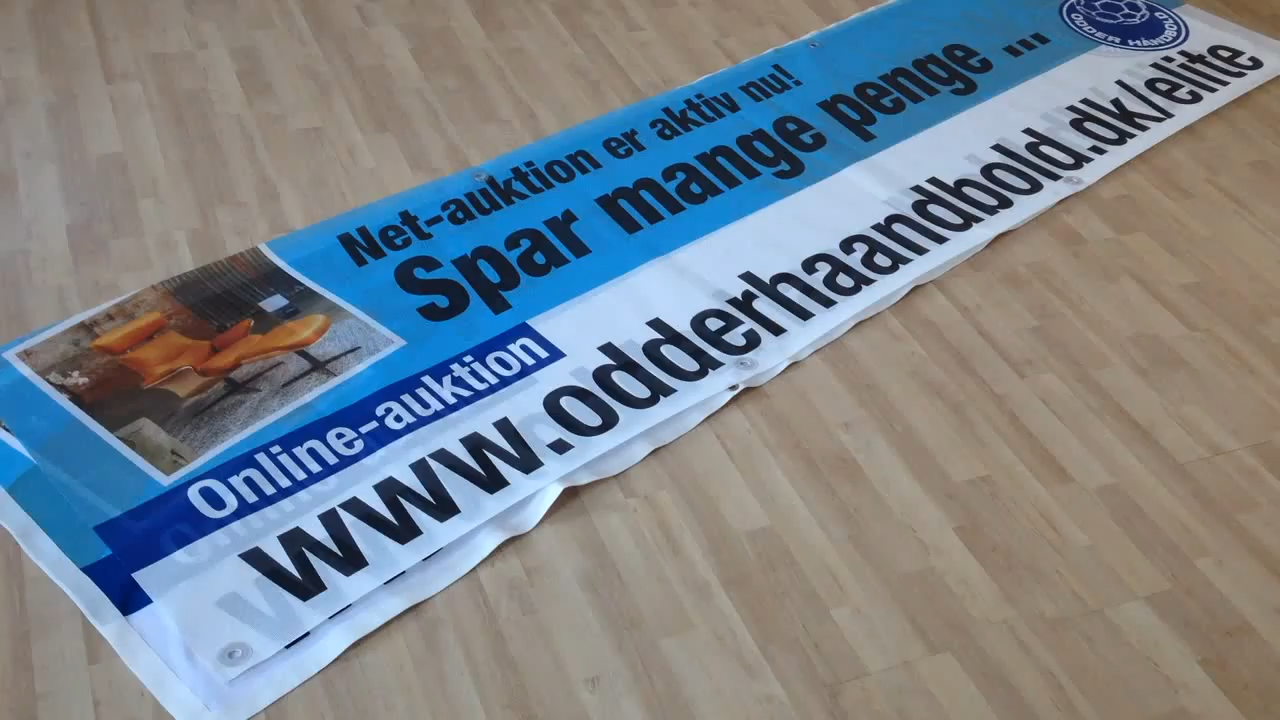 ODDER HÅNDBOLD
Net-auktion er aktiv nu!
Spar mange penge ...
Online-auktion
www.odderhaandbold.dk/elite